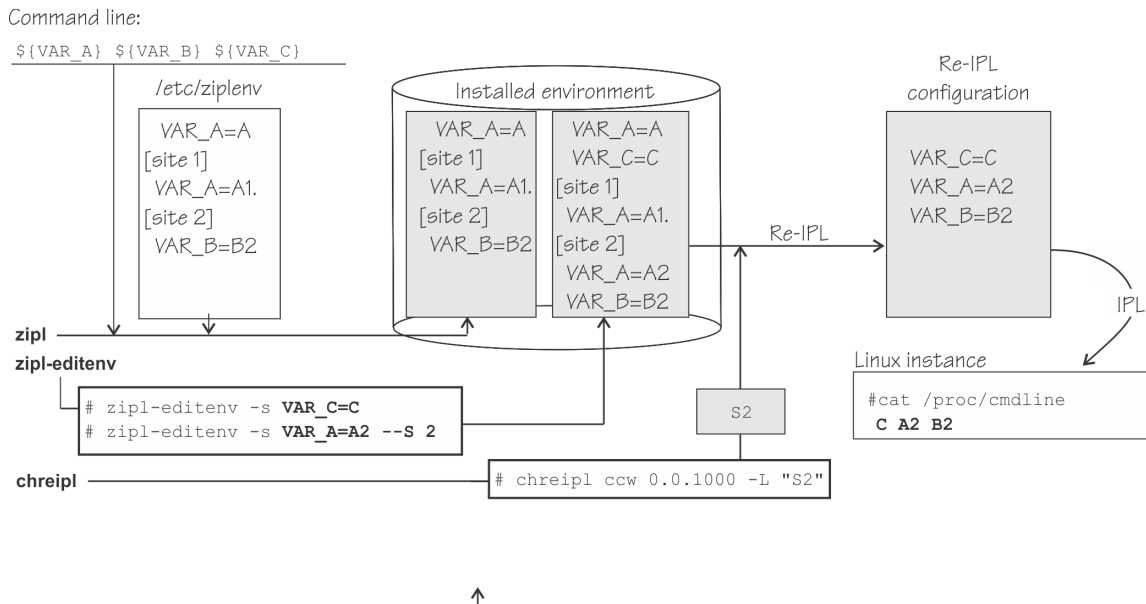 Command line:
${VAR_A} ${VAR_B} ${VAR_C}
/etc/ziplenv
VAR_A=A
[site 1]
VAR_A=A1.
[site 2]
VAR_B=B2
Installed environment
VAR_A=A
[site 1]
VAR_A=A1.
[site 2]
VAR_B=B2
VAR_A=A
VAR_C=C
[site 1]
VAR_A=A1.
[site 2]
VAR_A=A2
VAR_B=B2
Re-IPL
Re-IPL
configuration
VAR_C=C
VAR_A=A2
VAR_B=B2
IPL
zipl
zipl-editenv
# zipl-editenv -s VAR_C=C
# zipl-editenv -s VAR_A=A2 --S 2
S2
Linux instance
#cat /proc/cmdline
C A2 B2
chreipl
# chreipl ccw 0.0.1000 -L "S2"